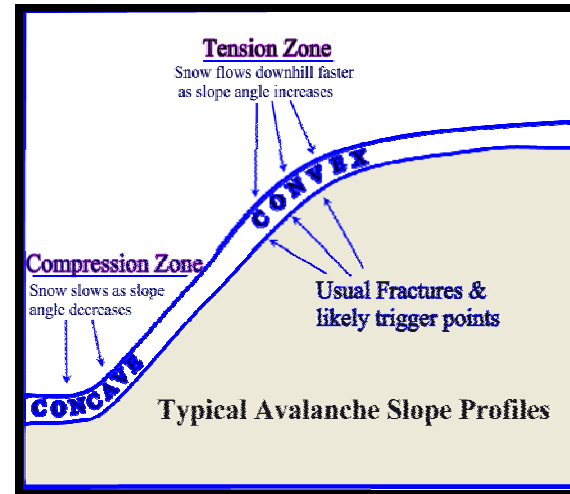 Tension Zone
Snow flows downhill faster
as slope angle increases
CONVEX
Compression Zone
Snow slows as slope
angle decreases
Usual Fractures &
likely trigger points
CONCAVE
Typical Avalanche Slope Profiles